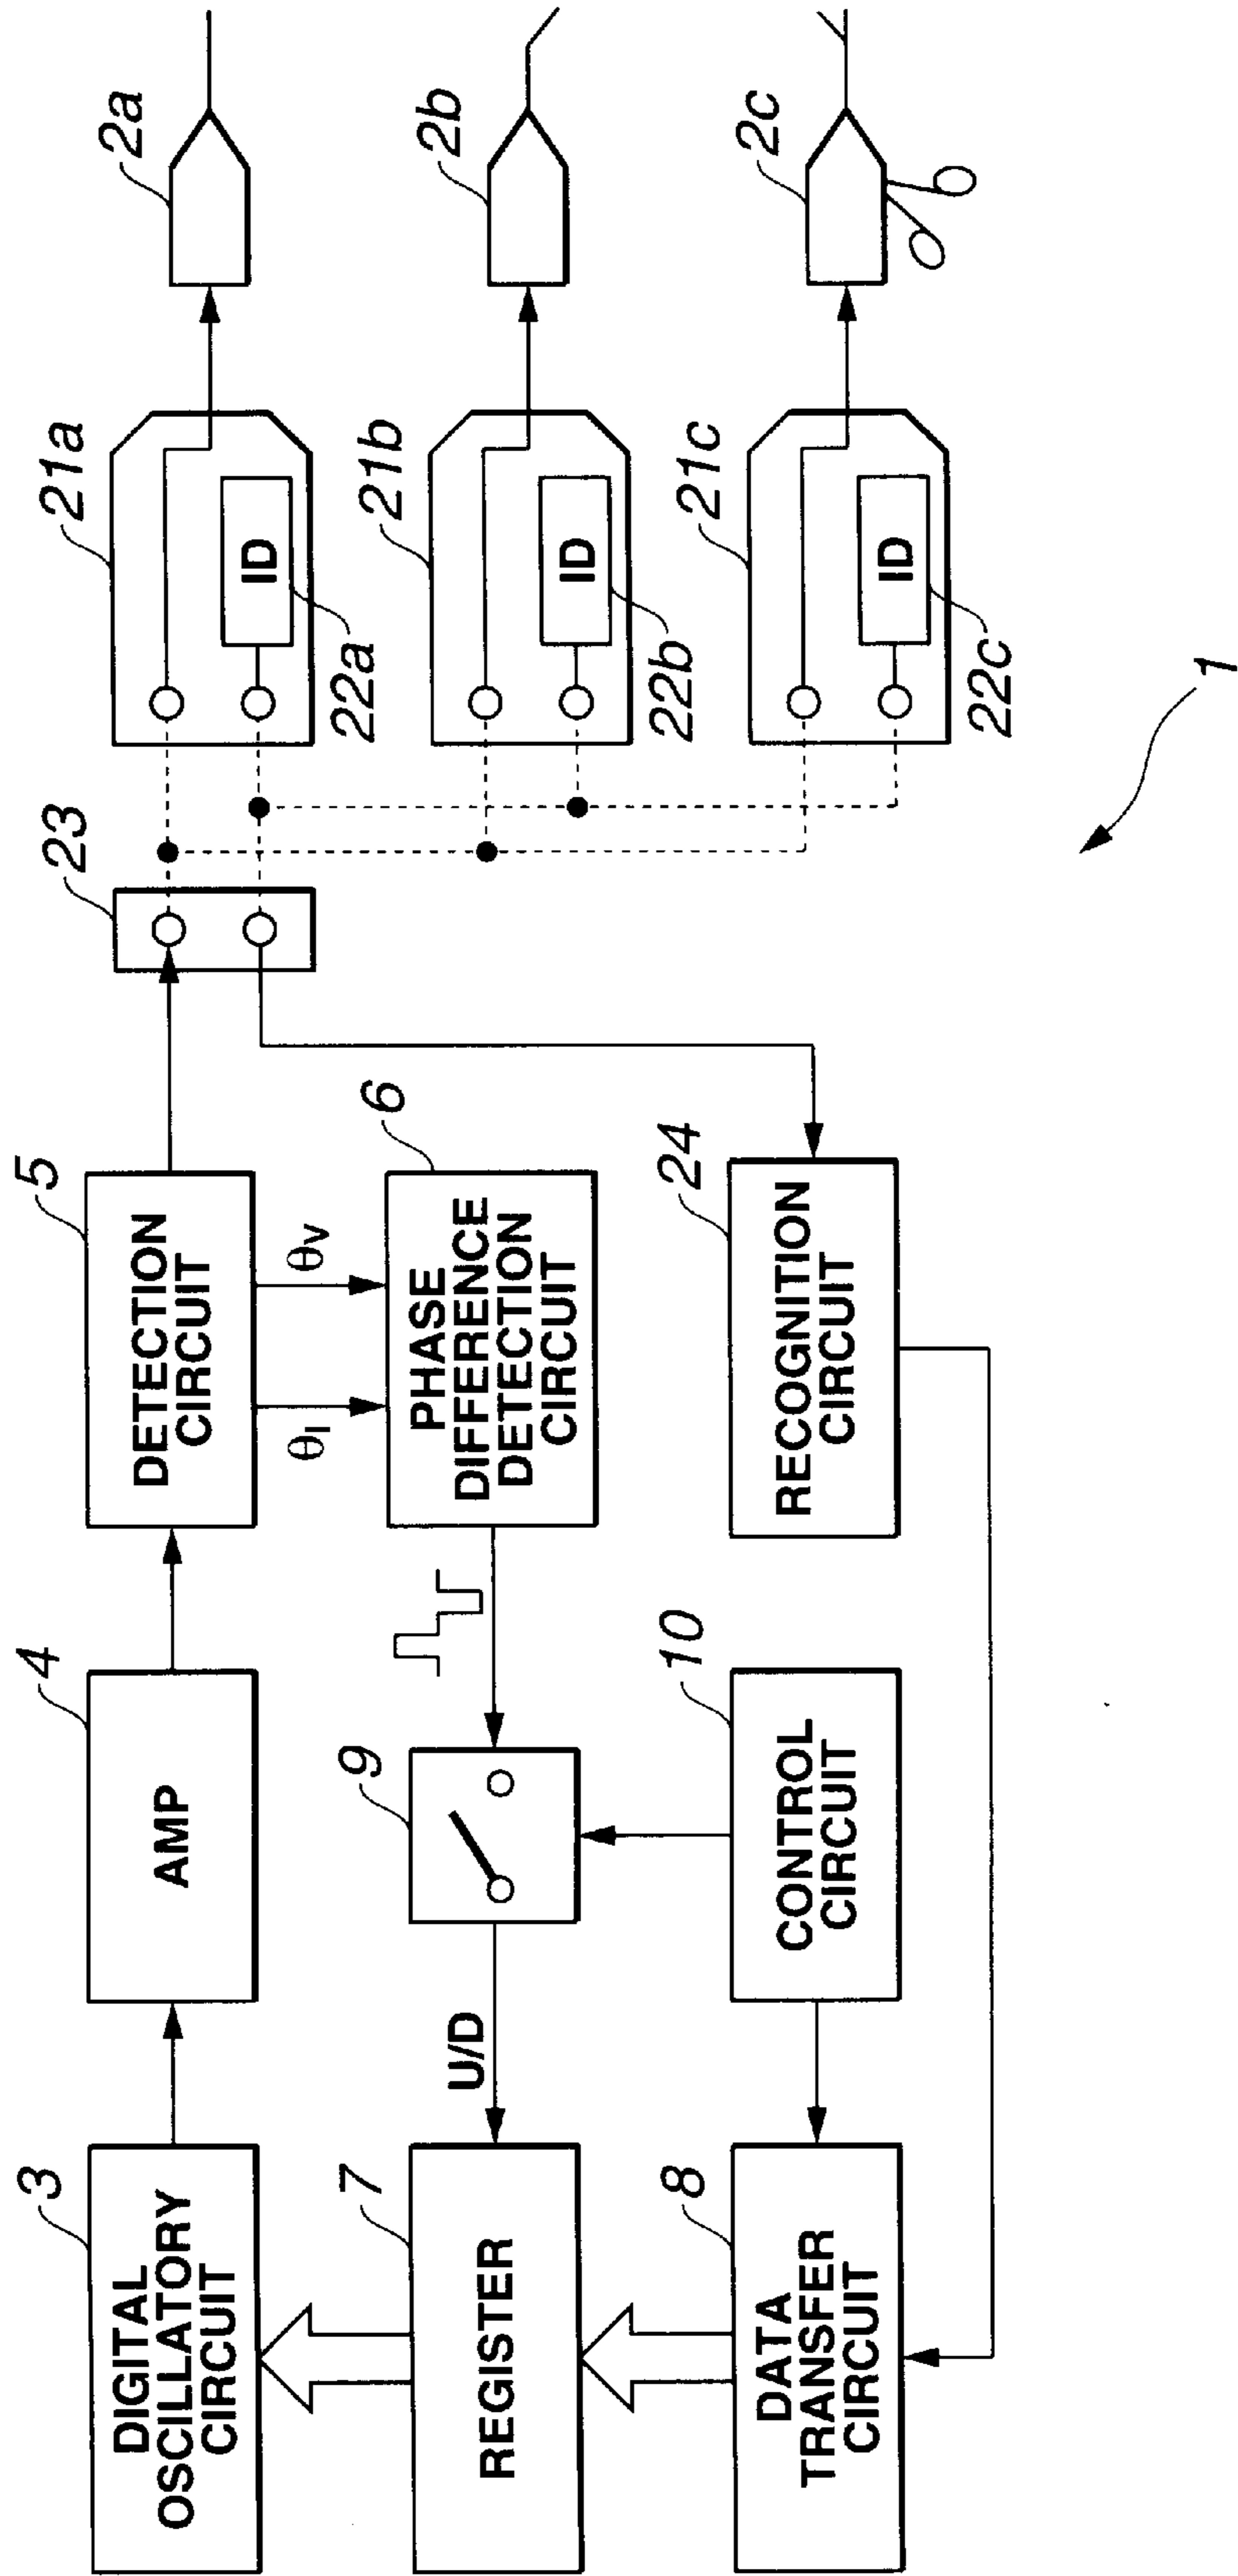 3
DIGITAL
OSCILLATORY
CIRCUIT
4
AMP
5
DETECTION
CIRCUIT
23
21a
ID
22a
2a
θI
θV
7
REGISTER
U/D
9
6
PHASE
DIFFERENCE
DETECTION
CIRCUIT
21b
ID
22b
2b
8
DATA
TRANSFER
CIRCUIT
10
CONTROL
CIRCUIT
24
RECOGNITION
CIRCUIT
21c
ID
22c
2c
1